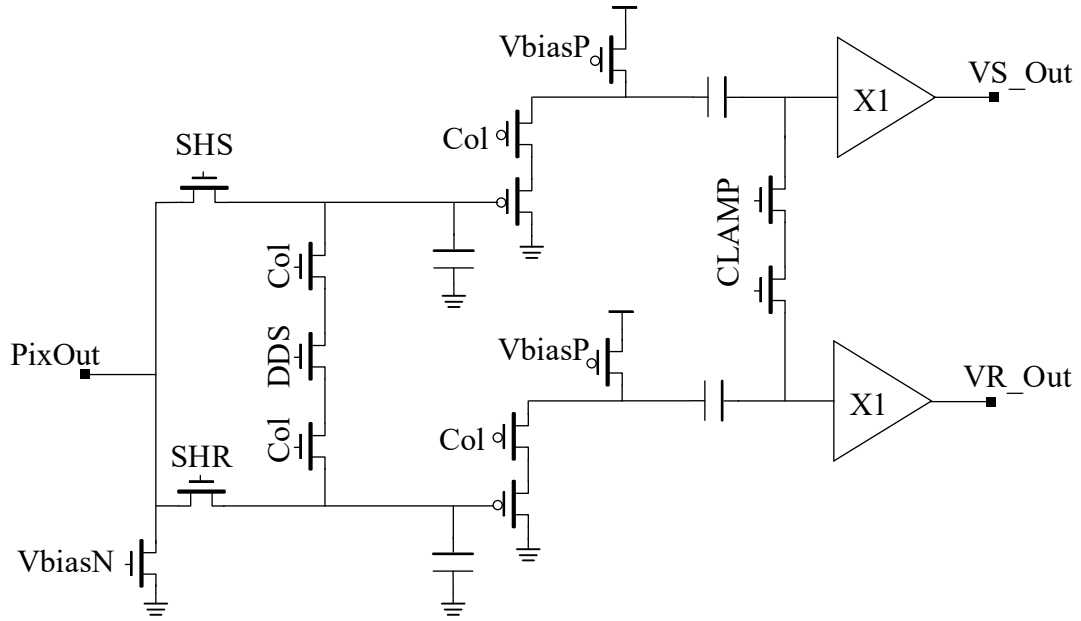 VbiasP
VS_Out
X1
Col
SHS
CLAMP
Col
DDS
VbiasP
PixOut
VR_Out
X1
Col
Col
SHR
VbiasN